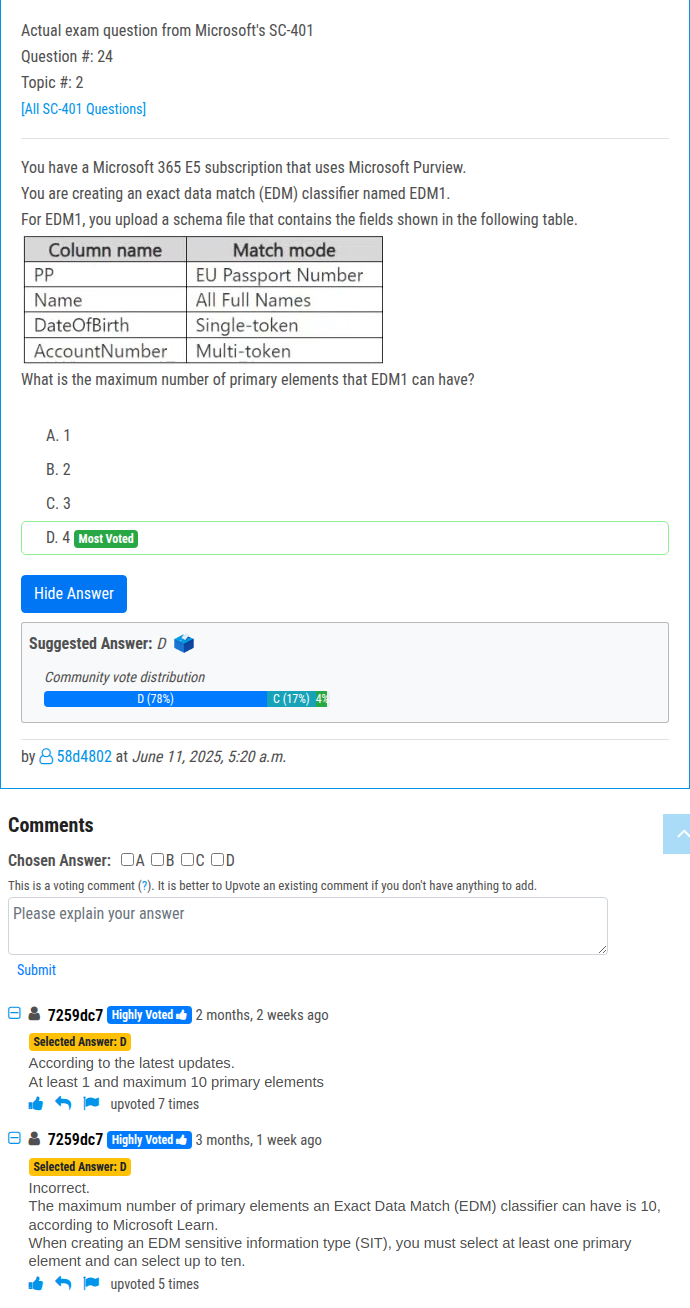 Actual exam question from Microsoft's SC-401
Question #: 24
Topic #: 2
[All SC-401 Questions]
You have a Microsoft 365 E5 subscription that uses Microsoft Purview.
You are creating an exact data match (EDM) classifier named EDM1.
For EDM1, you upload a schema file that contains the fields shown in the following table.
Column name Match mode
PP EU Passport Number
Name All Full Names
DateOfBirth Single-token
AccountNumber Multi-token
What is the maximum number of primary elements that EDM1 can have?
A. 1
B. 2
C. 3
D. 4 Most Voted
Hide Answer
Suggested Answer: D
Community vote distribution
D (78%) C (17%) 4%
by 58d4802 at June 11, 2025, 5:20 a.m.
Comments
Chosen Answer: A B C D
This is a voting comment (?). It is better to Upvote an existing comment if you don't have anything to add.
Please explain your answer
Submit
7259dc7 Highly Voted 2 months, 2 weeks ago
Selected Answer: D
According to the latest updates.
At least 1 and maximum 10 primary elements
upvoted 7 times
7259dc7 Highly Voted 3 months, 1 week ago
Selected Answer: D
Incorrect.
The maximum number of primary elements an Exact Data Match (EDM) classifier can have is 10,
according to Microsoft Learn.
When creating an EDM sensitive information type (SIT), you must select at least one primary
element and can select up to ten.
upvoted 5 times